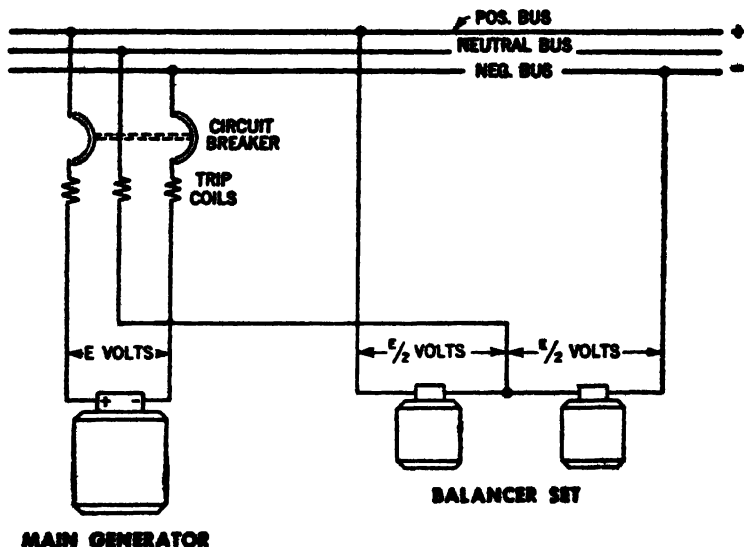 POS. BUS
+
NEUTRAL BUS
NEG. BUS
-
CIRCUIT
BREAKER
TRIP
COILS
E VOLTS
E/2 VOLTS
E/2 VOLTS
+ -
BALANCER SET
MAIN GENERATOR